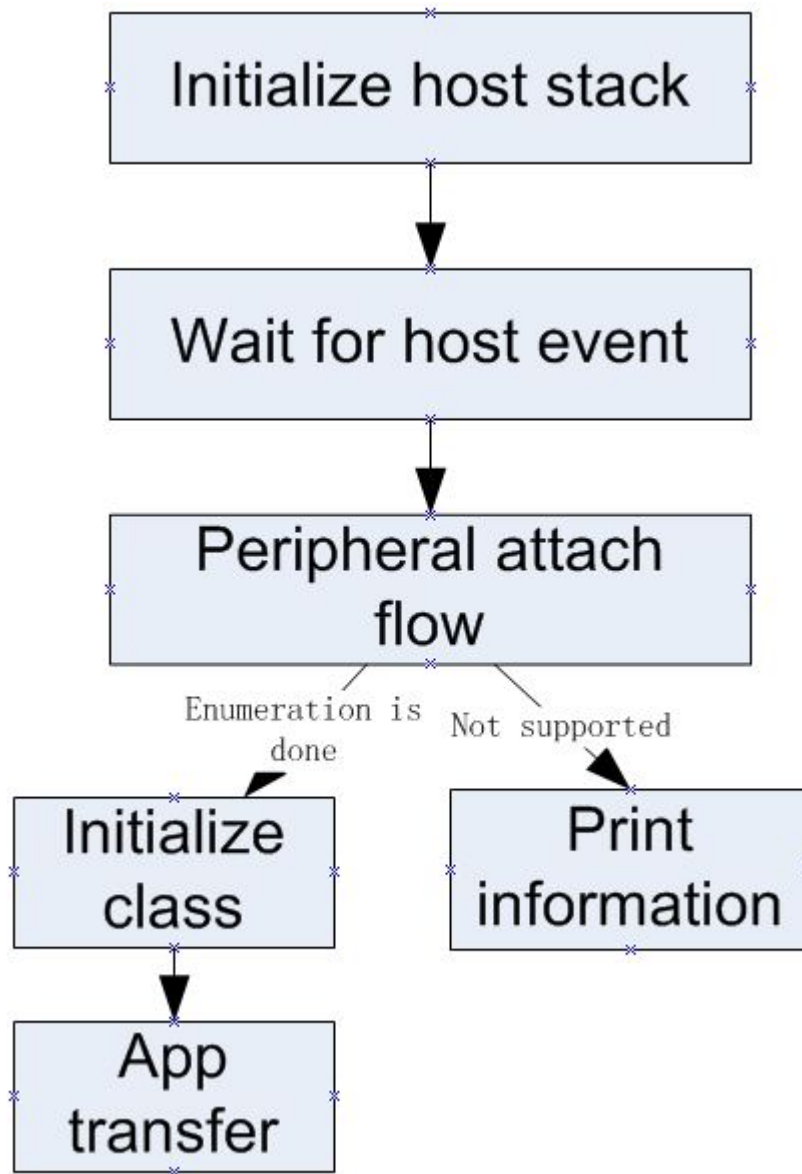 Initialize host stack
Wait for host event
Peripheral attach
flow
Enumeration is
done
Not supported
Initialize
class
Print
information
App
transfer